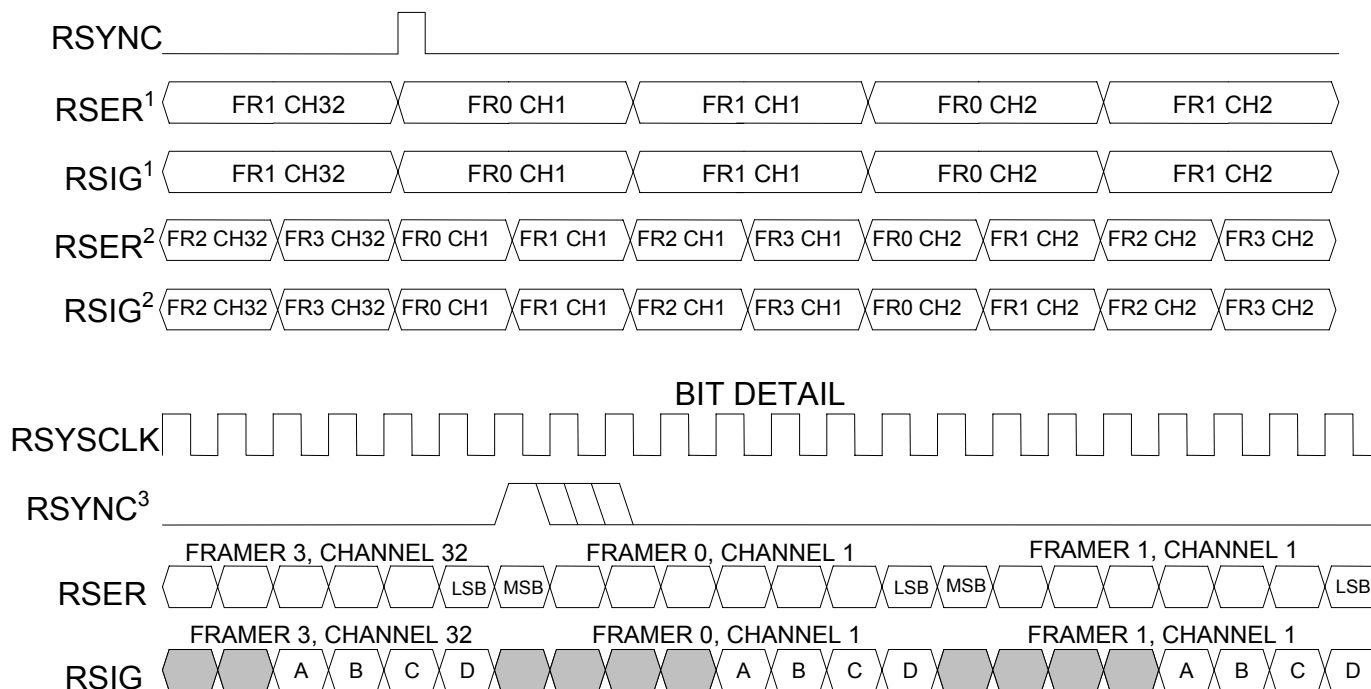 RSYNC
RSER¹ FR1 CH32 FR0 CH1 FR1 CH1 FR0 CH2 FR1 CH2
RSIG¹ FR1 CH32 FR0 CH1 FR1 CH1 FR0 CH2 FR1 CH2
RSER² FR2 CH32 FR3 CH32 FR0 CH1 FR1 CH1 FR2 CH1 FR3 CH1 FR0 CH2 FR1 CH2 FR2 CH2 FR3 CH2
RSIG² FR2 CH32 FR3 CH32 FR0 CH1 FR1 CH1 FR2 CH1 FR3 CH1 FR0 CH2 FR1 CH2 FR2 CH2 FR3 CH2
BIT DETAIL
RSYSCLK
RSYNC³
FRAMER 3, CHANNEL 32 FRAMER 0, CHANNEL 1 FRAMER 1, CHANNEL 1
RSER LSB MSB LSB MSB LSB
FRAMER 3, CHANNEL 32 FRAMER 0, CHANNEL 1 FRAMER 1, CHANNEL 1
RSIG A B C D A B C D A B C D